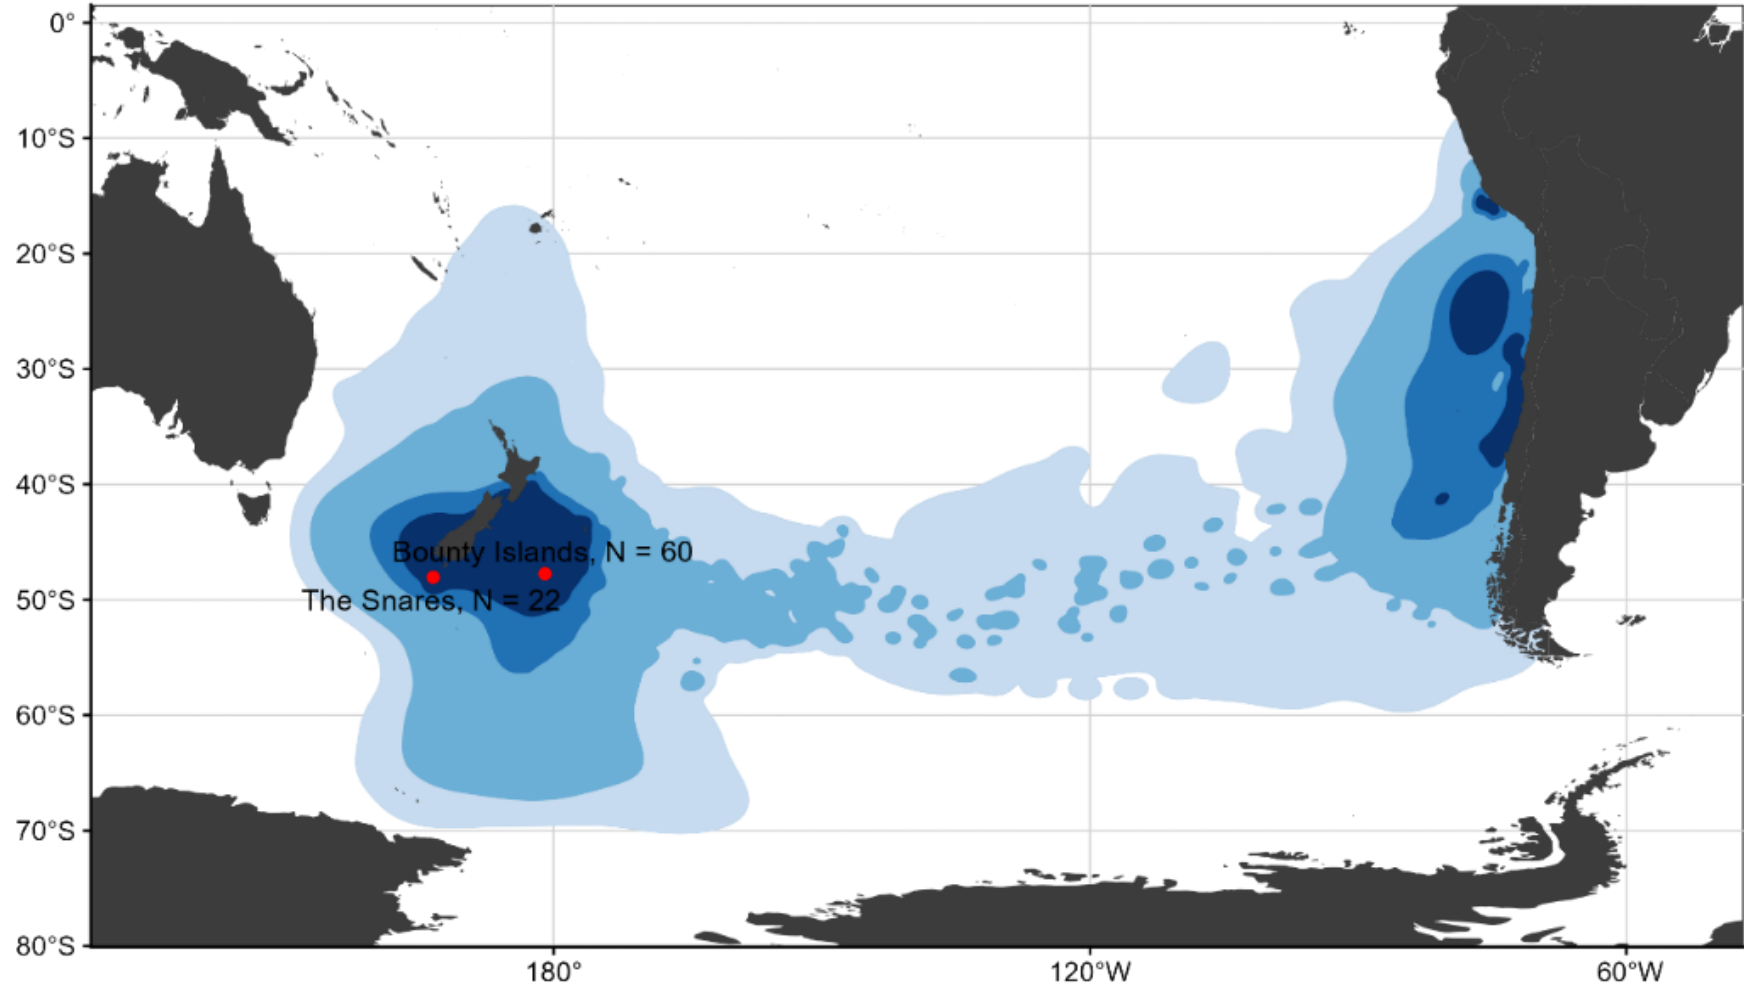 0°
10°S
20°S
30°S
40°S
Bounty Islands, N = 60
The Snares, N = 22
50°S
60°S
70°S
80°S
180°
120°W
60°W